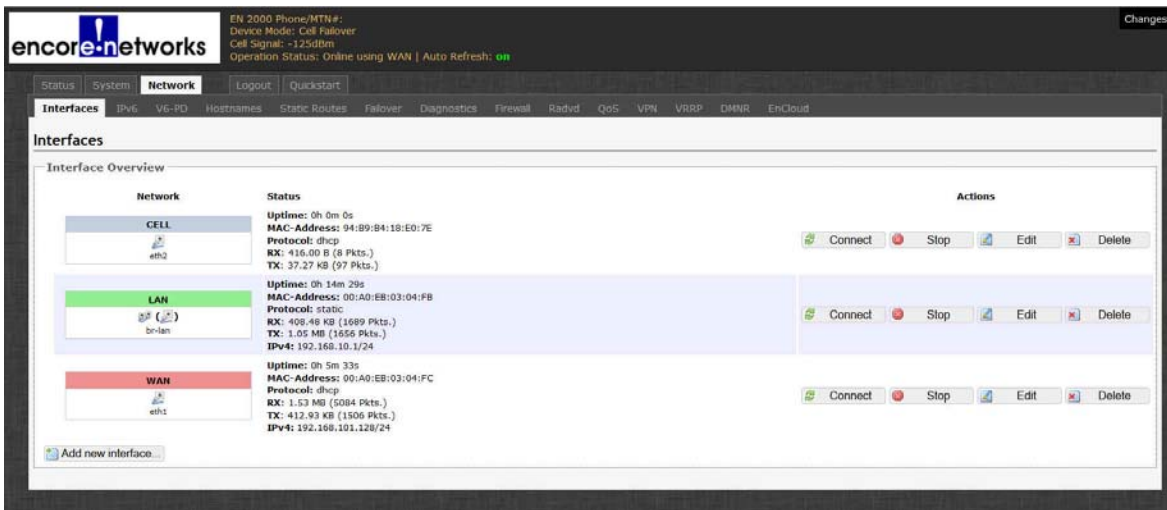 encore!networks
EN 2000 Phone/MTN#:
Device Mode: Cell Failover
Cell Signal: -125dBm
Operation Status: Online using WAN | Auto Refresh: on
Changes
Status System Network Logout Quickstart
Interfaces IPv6 V6-PD Hostnames Static Routes Failover Diagnostics Firewall Radvd QoS VPN VRRP DMNR EnCloud
Interfaces
Interface Overview
Network Status Actions
CELL
eth2
Uptime: 0h 0m 0s
MAC-Address: 94:B9:B4:18:E0:7E
Protocol: dhcp
RX: 416.00 B (8 Pkts.)
TX: 37.27 KB (97 Pkts.)
Connect Stop Edit Delete
LAN
( )
br-lan
Uptime: 0h 14m 29s
MAC-Address: 00:A0:EB:03:04:FB
Protocol: static
RX: 408.48 KB (1689 Pkts.)
TX: 1.05 MB (1656 Pkts.)
IPv4: 192.168.10.1/24
Connect Stop Edit Delete
WAN
eth1
Uptime: 0h 5m 33s
MAC-Address: 00:A0:EB:03:04:FC
Protocol: dhcp
RX: 1.53 MB (5084 Pkts.)
TX: 412.93 KB (1506 Pkts.)
IPv4: 192.168.101.128/24
Connect Stop Edit Delete
Add new interface...